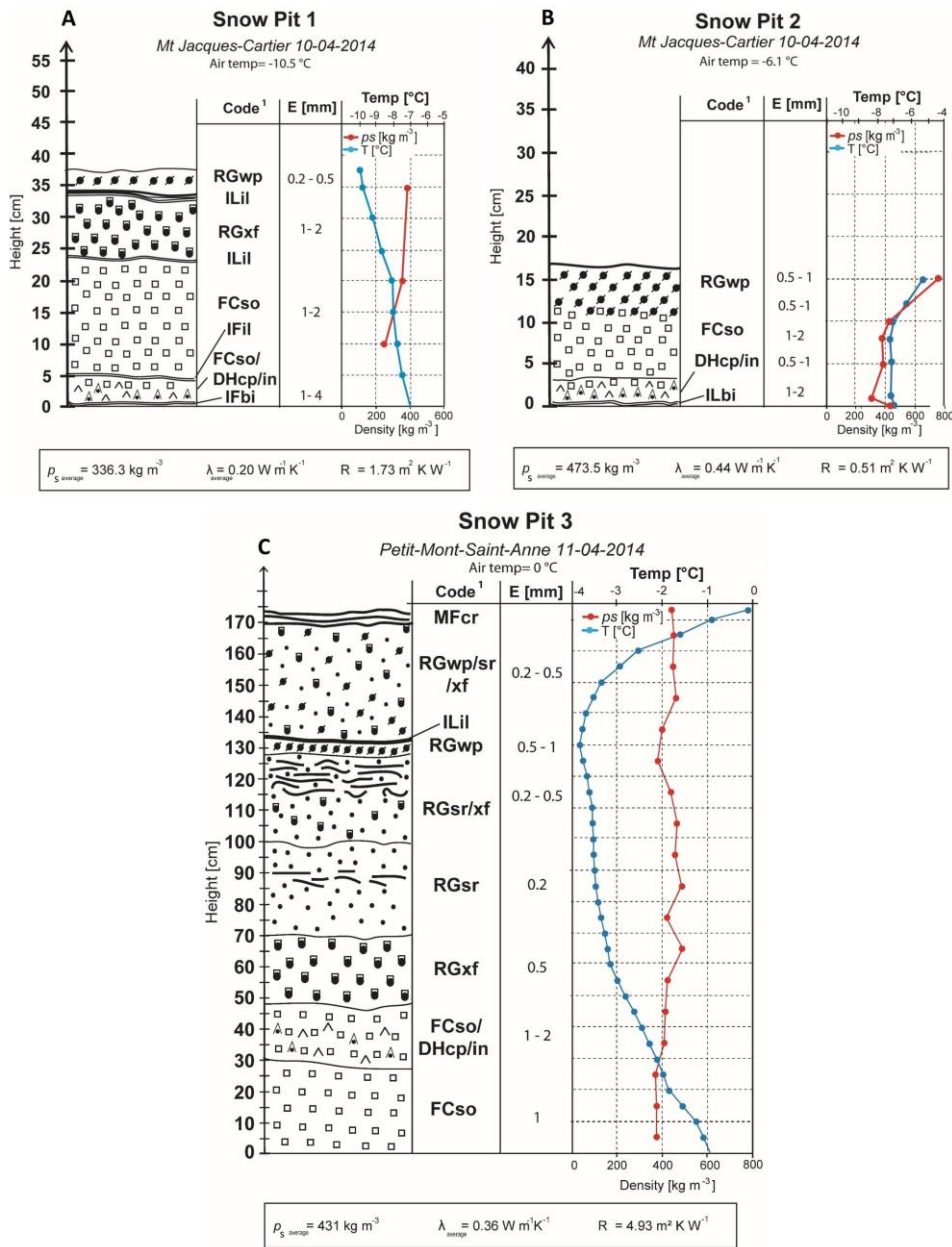 A
Snow Pit 1
Mt Jacques-Cartier 10-04-2014
Air temp= -10.5 °C
Code¹ E [mm] Temp [°C]
-10 -9 -8 -7 -6 -5
ps [kg m⁻³]
T [°C]
Height [cm]
55
50
45
40
35
30
25
20
15
10
5
0
RGwp
ILil
RGxf
ILil
FCso
IFil
FCso/
DHcp/in
IFbi
0.2 - 0.5
1- 2
1-2
1- 4
0 200 400 600
Density [kg m⁻³]
ps average = 336.3 kg m⁻³ λ average = 0.20 W m⁻¹ K⁻¹ R = 1.73 m² K W⁻¹
B
Snow Pit 2
Mt Jacques-Cartier 10-04-2014
Air temp= -6.1 °C
Code¹ E [mm] Temp [°C]
-10 -8 -6 -4
ps [kg m⁻³]
T [°C]
Height [cm]
40
35
30
25
20
15
10
5
0
RGwp
FCso
DHcp/in
ILbi
0.5 - 1
0.5 -1
1-2
0.5 -1
1-2
0 200 400 600 800
Density [kg m⁻³]
ps average = 473.5 kg m⁻³ λ average = 0.44 W m⁻¹K⁻¹ R = 0.51 m² K W⁻¹
C
Snow Pit 3
Petit-Mont-Saint-Anne 11-04-2014
Air temp= 0 °C
Code¹ E [mm] Temp [°C]
-4 -3 -2 -1 0
ps [kg m⁻³]
T [°C]
Height [cm]
170
160
150
140
130
120
110
100
90
80
70
60
50
40
30
20
10
0
MFcr
RGwp/sr
/xf
ILil
RGwp
RGsr/xf
RGsr
RGxf
FCso/
DHcp/in
FCso
0.2 - 0.5
0.5 - 1
0.2 - 0.5
0.2
0.5
1 - 2
1
0 200 400 600 800
Density [kg m⁻³]
ps average = 431 kg m⁻³ λ average = 0.36 W m⁻¹K⁻¹ R = 4.93 m² K W⁻¹